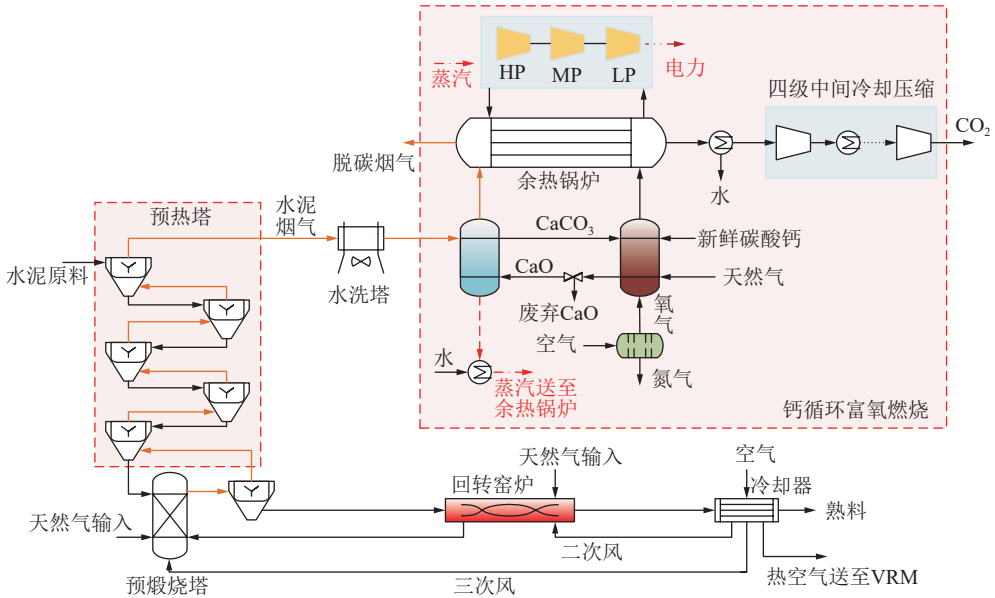 HP
MP
LP
蒸汽
电力
四级中间冷却压缩
CO2
脱碳烟气
余热锅炉
水
预热塔
水泥
烟气
水泥原料
水洗塔
CaCO3
新鲜碳酸钙
CaO
天然气
废弃CaO
氧
气
空气
氮气
水
蒸汽送至
余热锅炉
钙循环富氧燃烧
天然气输入
空气
回转窑炉
冷却器
熟料
天然气输入
二次风
预煅烧塔
三次风
热空气送至VRM